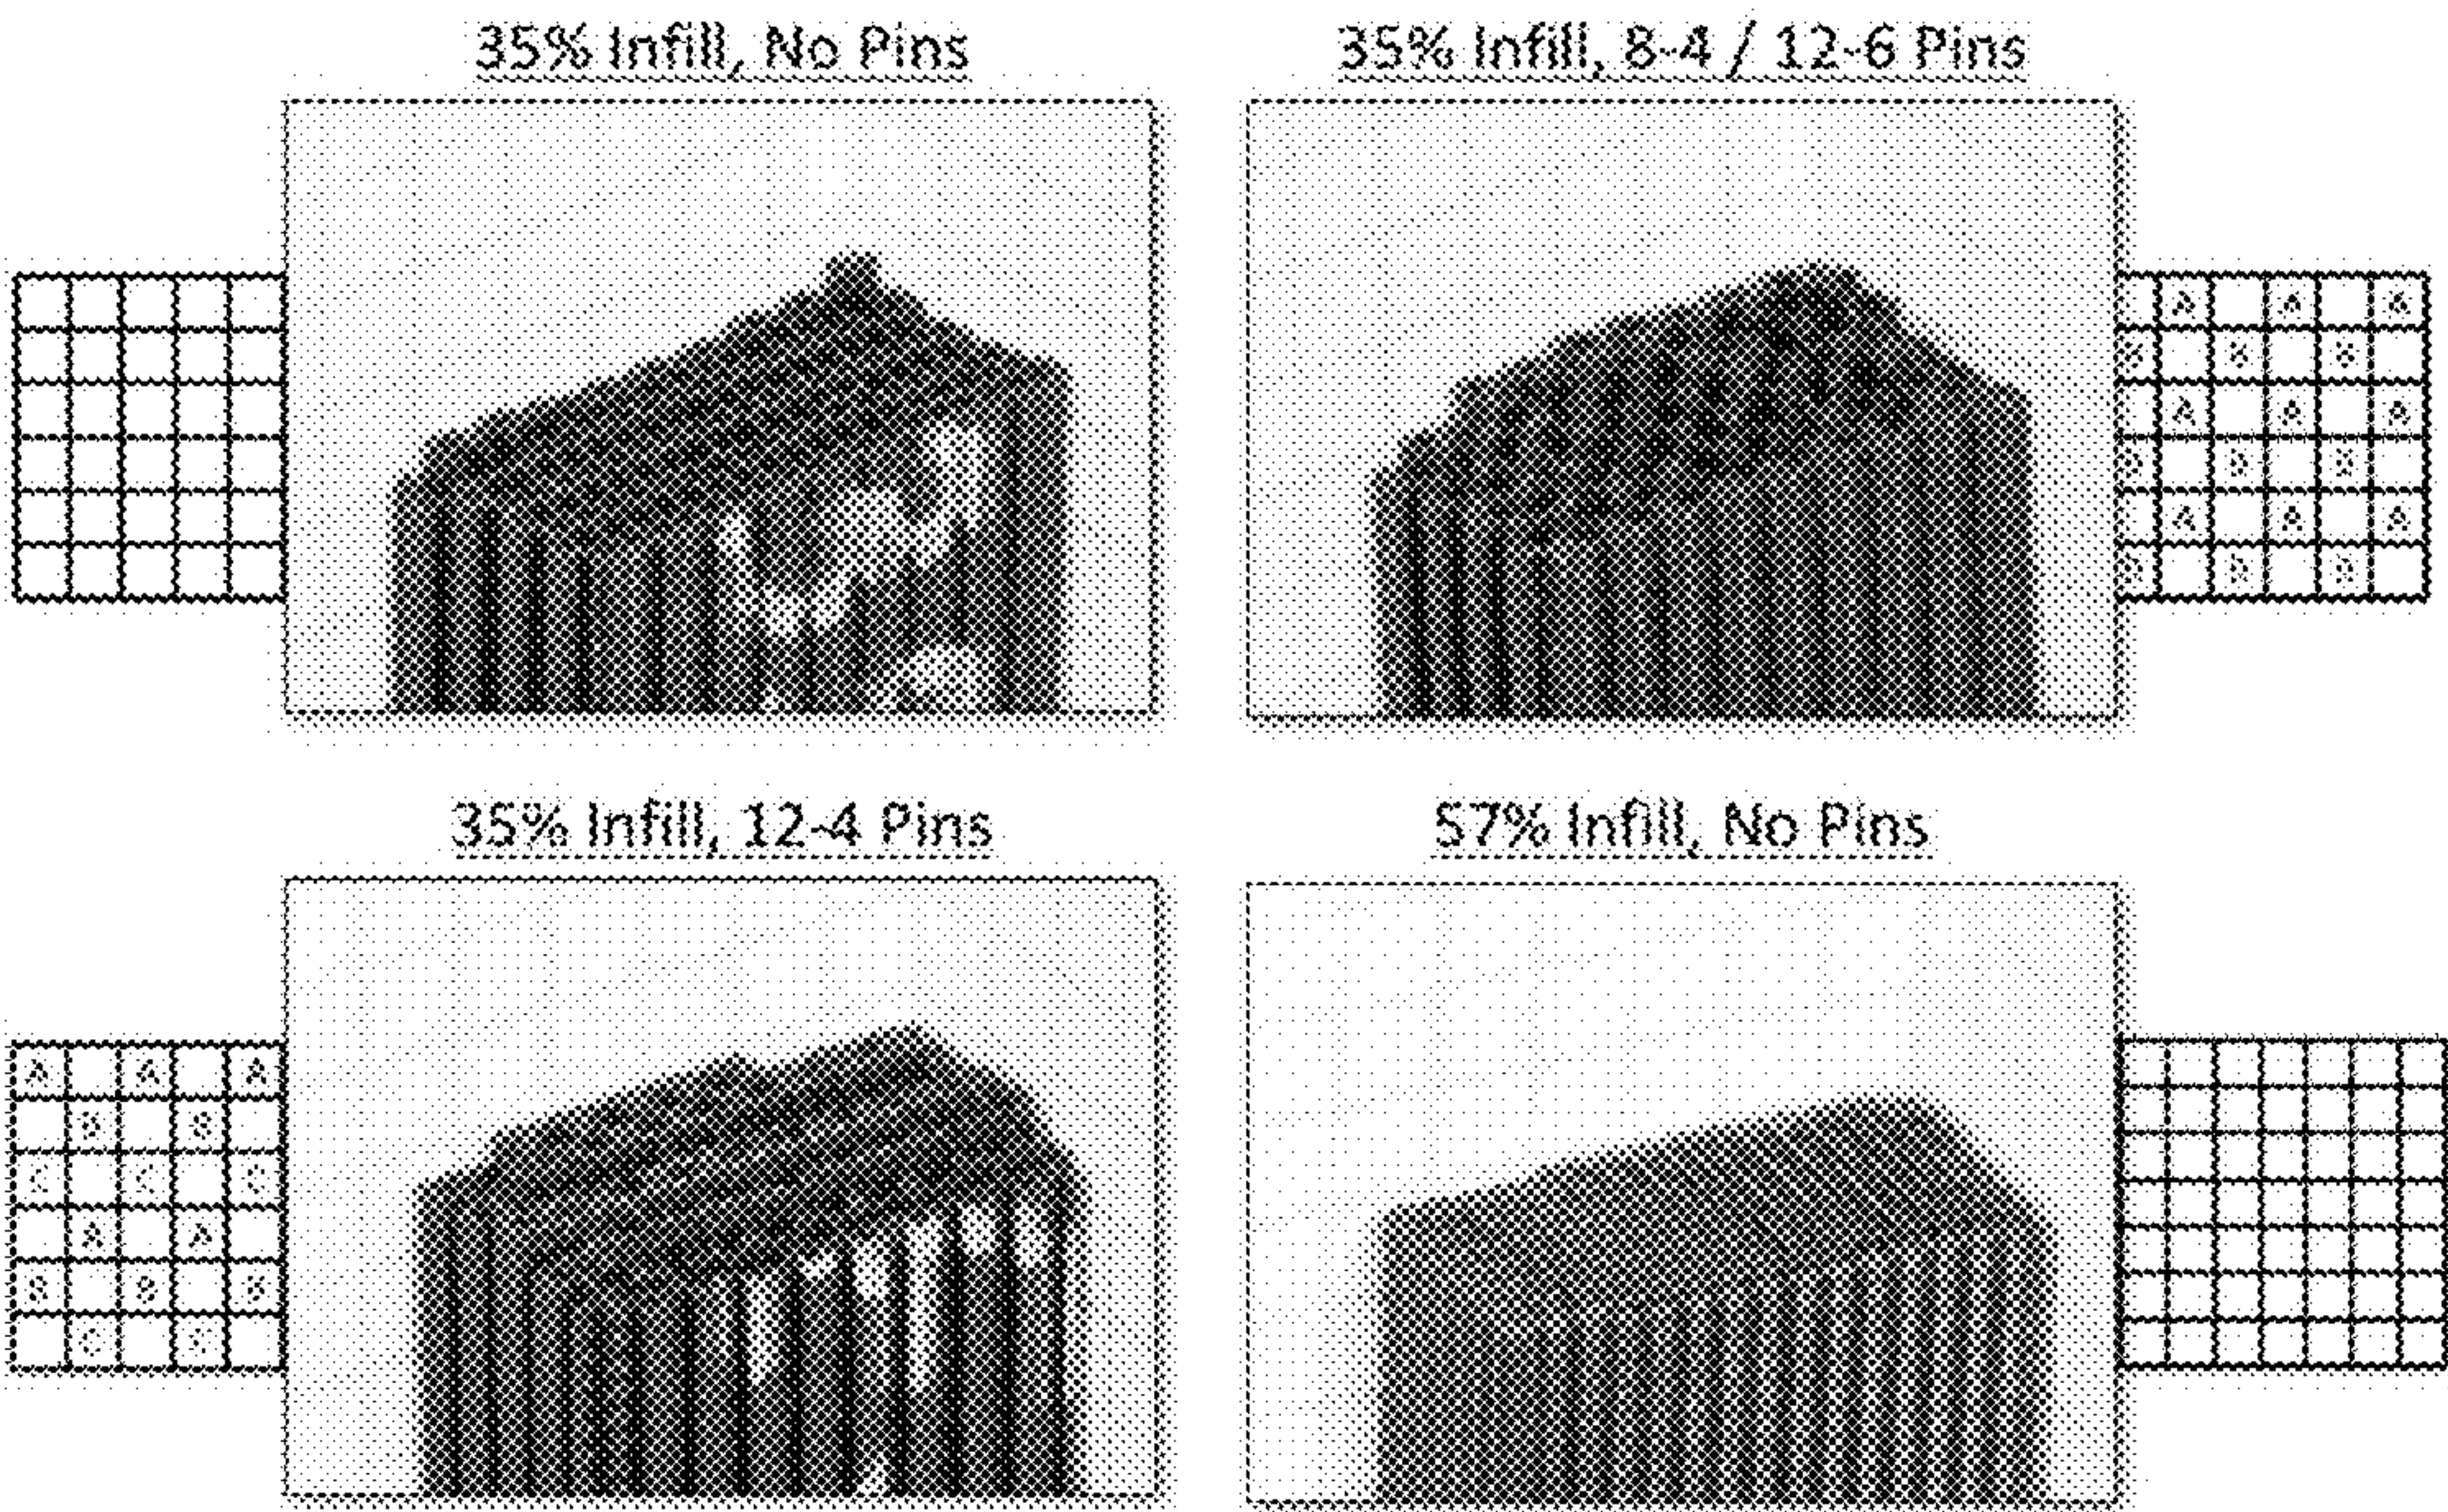 35% Infill, No Pins
35% Infill, 8-4 / 12-6 Pins
A A A
B B B
A A A
B B B
A A A
B B B
35% Infill, 12-4 Pins
57% Infill, No Pins
A A A
B B
C C C
A A
B B B
C C